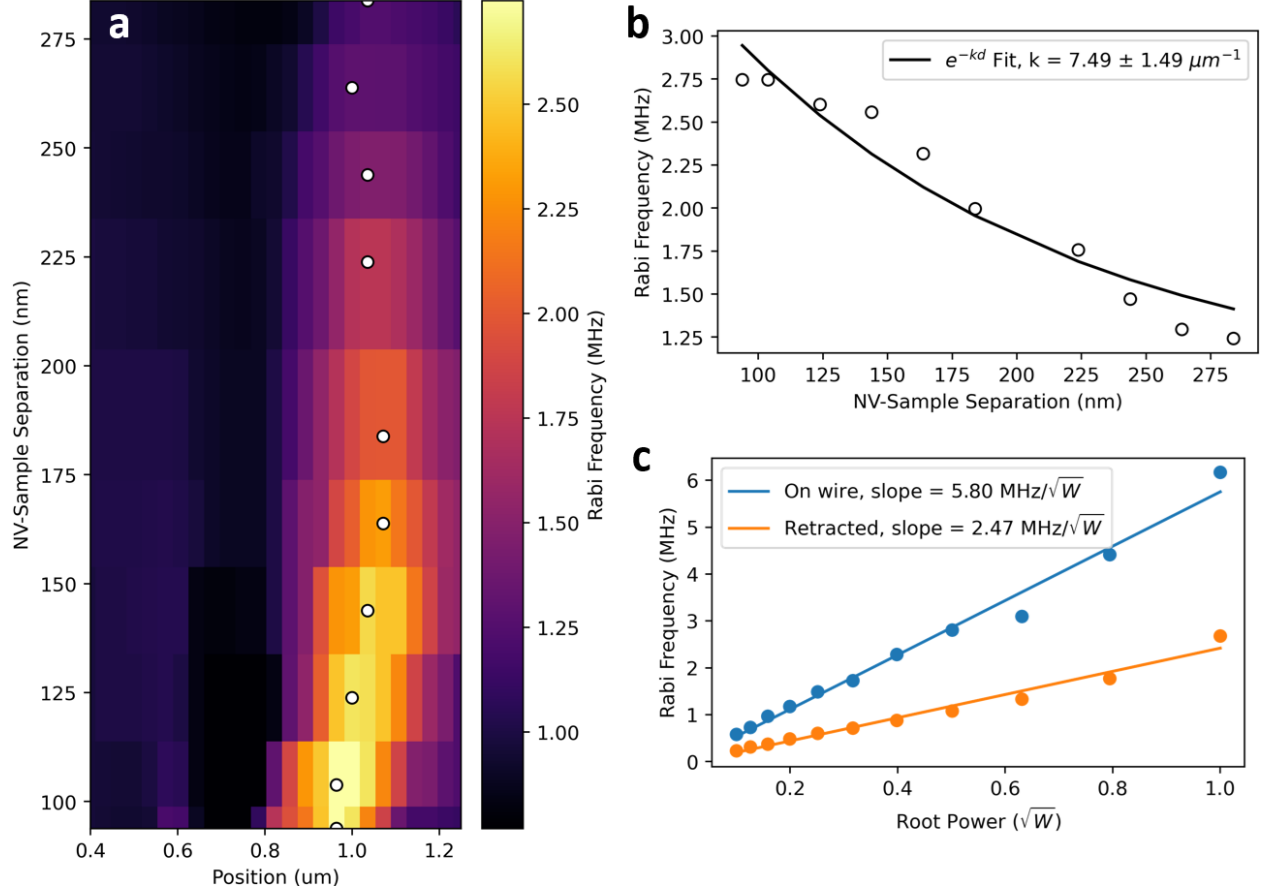 a
275
250
225
200
175
150
125
100
NV-Sample Separation (nm)
0.4 0.6 0.8 1.0 1.2
Position (um)
2.50
2.25
2.00
1.75
1.50
1.25
1.00
Rabi Frequency (MHz)
b
3.00
2.75
2.50
2.25
2.00
1.75
1.50
1.25
Rabi Frequency (MHz)
e^{-kd} Fit, k = 7.49 ± 1.49 μm^{-1}
100 125 150 175 200 225 250 275
NV-Sample Separation (nm)
c
6
5
4
3
2
1
0
Rabi Frequency (MHz)
On wire, slope = 5.80 MHz/√W
Retracted, slope = 2.47 MHz/√W
0.2 0.4 0.6 0.8 1.0
Root Power (√W)